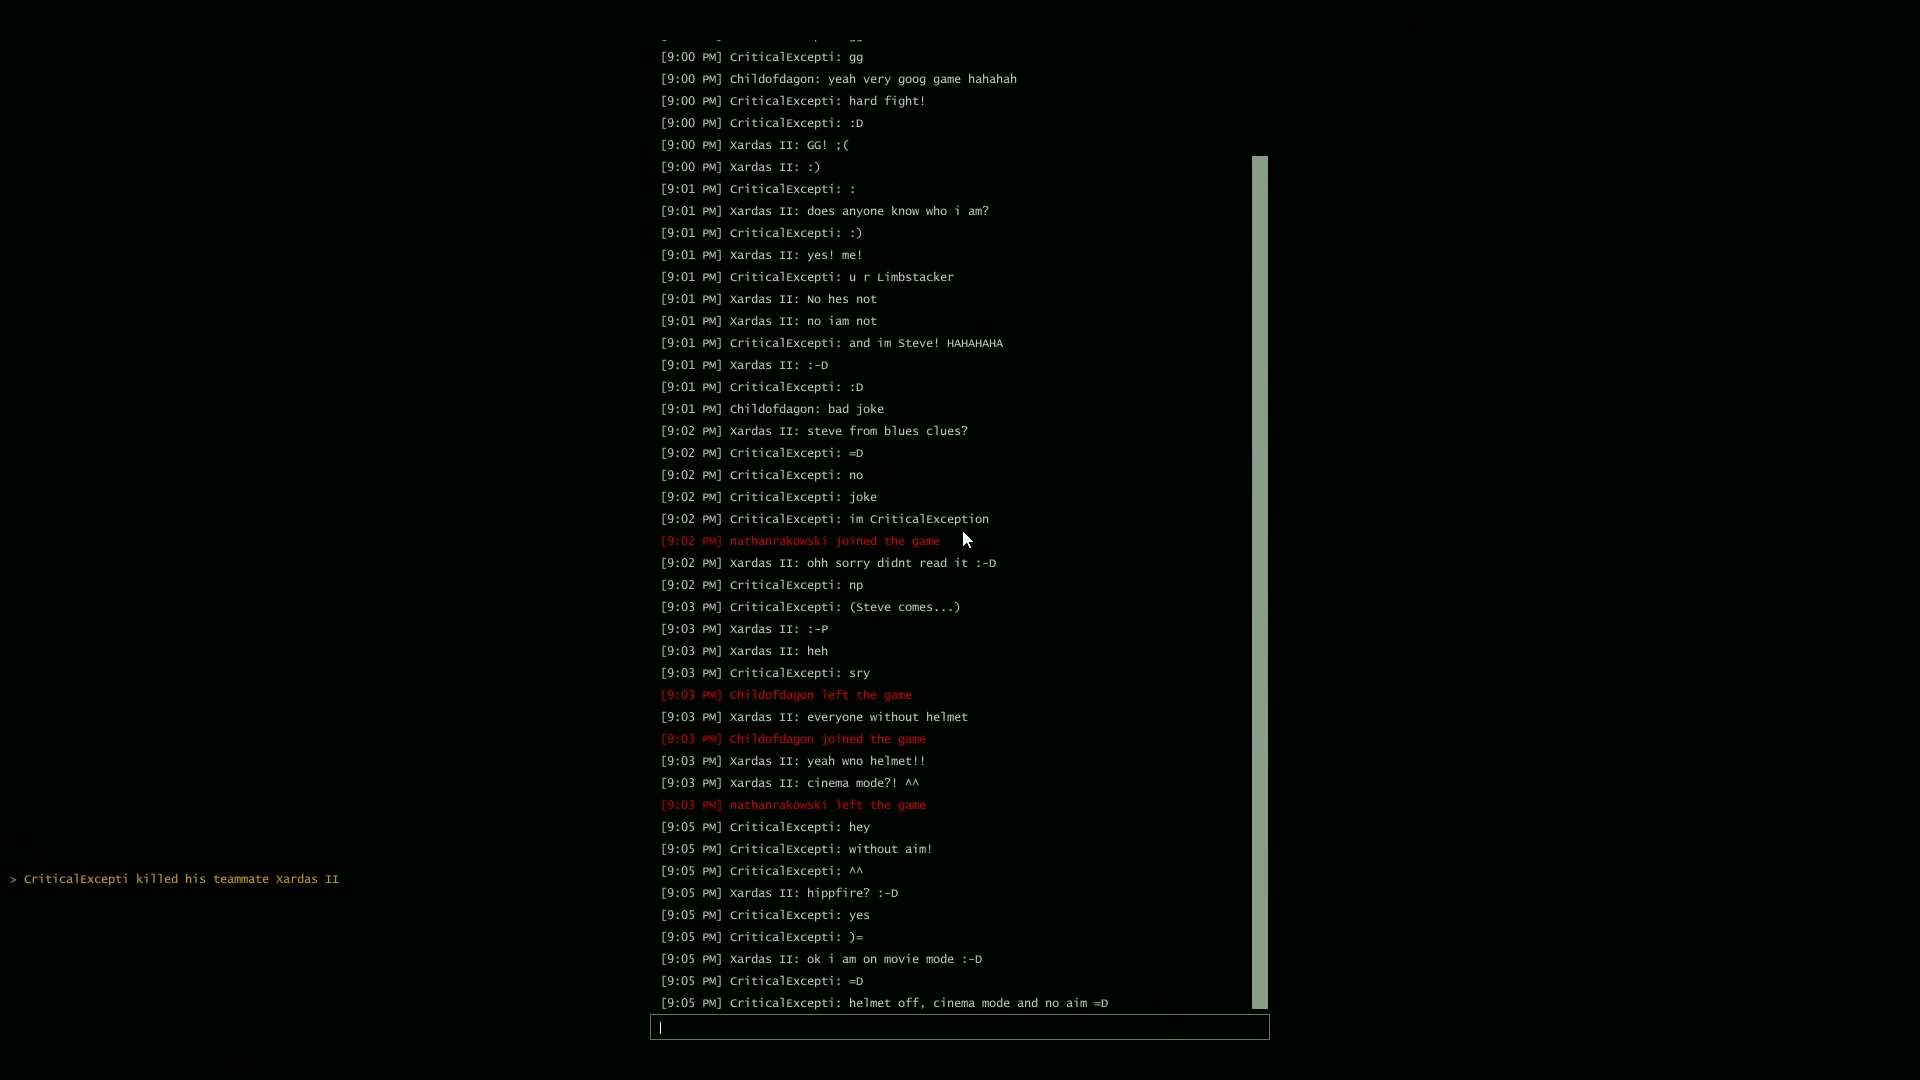 [9:00 PM] CriticalExcepti: gg
[9:00 PM] Childofdagon: yeah very goog game hahahah
[9:00 PM] CriticalExcepti: hard fight!
[9:00 PM] CriticalExcepti: :D
[9:00 PM] Xardas II: GG! ;(
[9:00 PM] Xardas II: :)
[9:01 PM] CriticalExcepti: :
[9:01 PM] Xardas II: does anyone know who i am?
[9:01 PM] CriticalExcepti: :)
[9:01 PM] Xardas II: yes! me!
[9:01 PM] CriticalExcepti: u r Limbstacker
[9:01 PM] Xardas II: No hes not
[9:01 PM] Xardas II: no iam not
[9:01 PM] CriticalExcepti: and im Steve! HAHAHAHA
[9:01 PM] Xardas II: :-D
[9:01 PM] CriticalExcepti: :D
[9:01 PM] Childofdagon: bad joke
[9:02 PM] Xardas II: steve from blues clues?
[9:02 PM] CriticalExcepti: =D
[9:02 PM] CriticalExcepti: no
[9:02 PM] CriticalExcepti: joke
[9:02 PM] CriticalExcepti: im CriticalException
[9:02 PM] nathanrakowski joined the game
[9:02 PM] Xardas II: ohh sorry didnt read it :-D
[9:02 PM] CriticalExcepti: np
[9:03 PM] CriticalExcepti: (Steve comes...)
[9:03 PM] Xardas II: :-P
[9:03 PM] Xardas II: heh
[9:03 PM] CriticalExcepti: sry
[9:03 PM] Childofdagon left the game
[9:03 PM] Xardas II: everyone without helmet
[9:03 PM] Childofdagon joined the game
[9:03 PM] Xardas II: yeah wno helmet!!
[9:03 PM] Xardas II: cinema mode?! ^^
[9:03 PM] nathanrakowski left the game
[9:05 PM] CriticalExcepti: hey
[9:05 PM] CriticalExcepti: without aim!
[9:05 PM] CriticalExcepti: ^^
> CriticalExcepti killed his teammate Xardas II
[9:05 PM] Xardas II: hippfire? :-D
[9:05 PM] CriticalExcepti: yes
[9:05 PM] CriticalExcepti: )=
[9:05 PM] Xardas II: ok i am on movie mode :-D
[9:05 PM] CriticalExcepti: =D
[9:05 PM] CriticalExcepti: helmet off, cinema mode and no aim =D